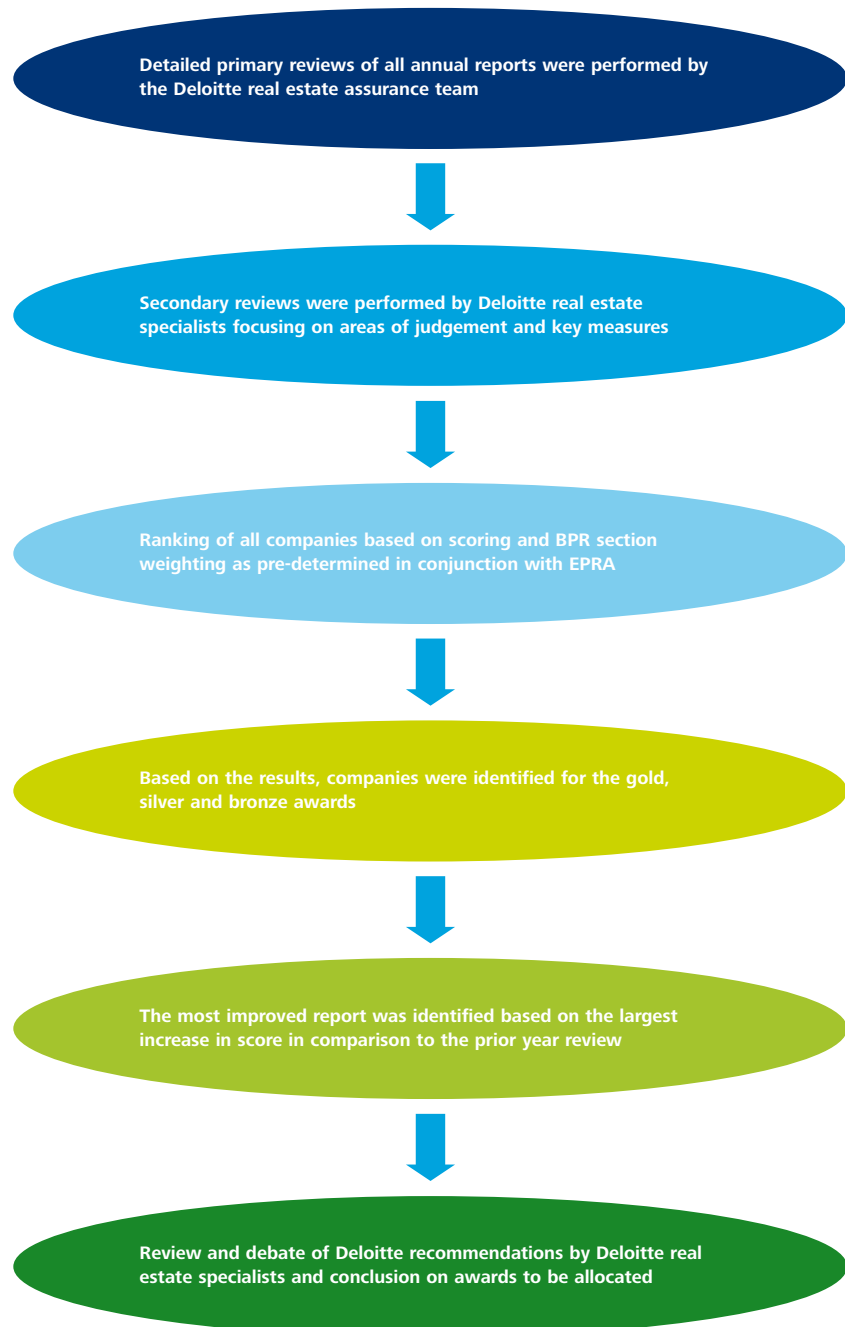 Detailed primary reviews of all annual reports were performed by
the Deloitte real estate assurance team
Secondary reviews were performed by Deloitte real estate
specialists focusing on areas of judgement and key measures
Ranking of all companies based on scoring and BPR section
weighting as pre-determined in conjunction with EPRA
Based on the results, companies were identified for the gold,
silver and bronze awards
The most improved report was identified based on the largest
increase in score in comparison to the prior year review
Review and debate of Deloitte recommendations by Deloitte real
estate specialists and conclusion on awards to be allocated